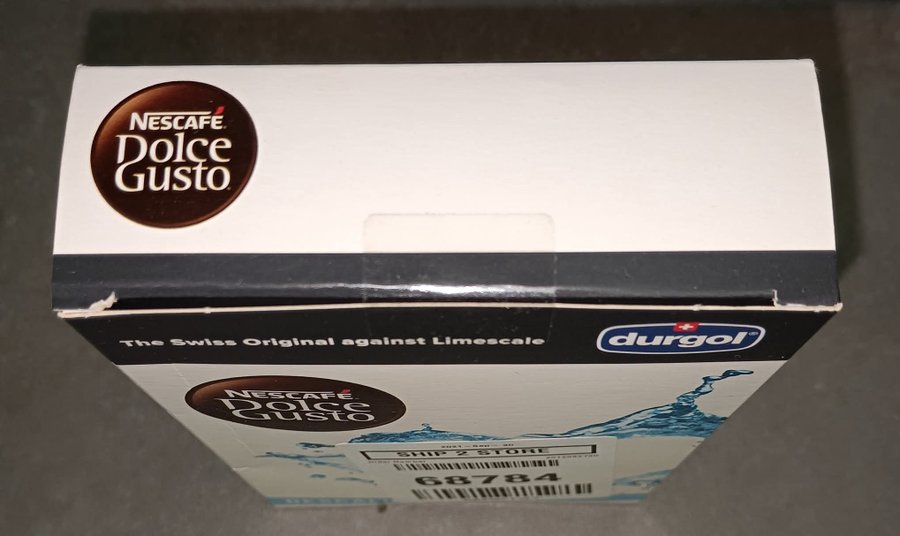 NESCAFÉ
Dolce
Gusto
The Swiss Original against Limescale
durgol®
NESCAFÉ
Dolce
Gusto
SHIP 2 STORE
68784